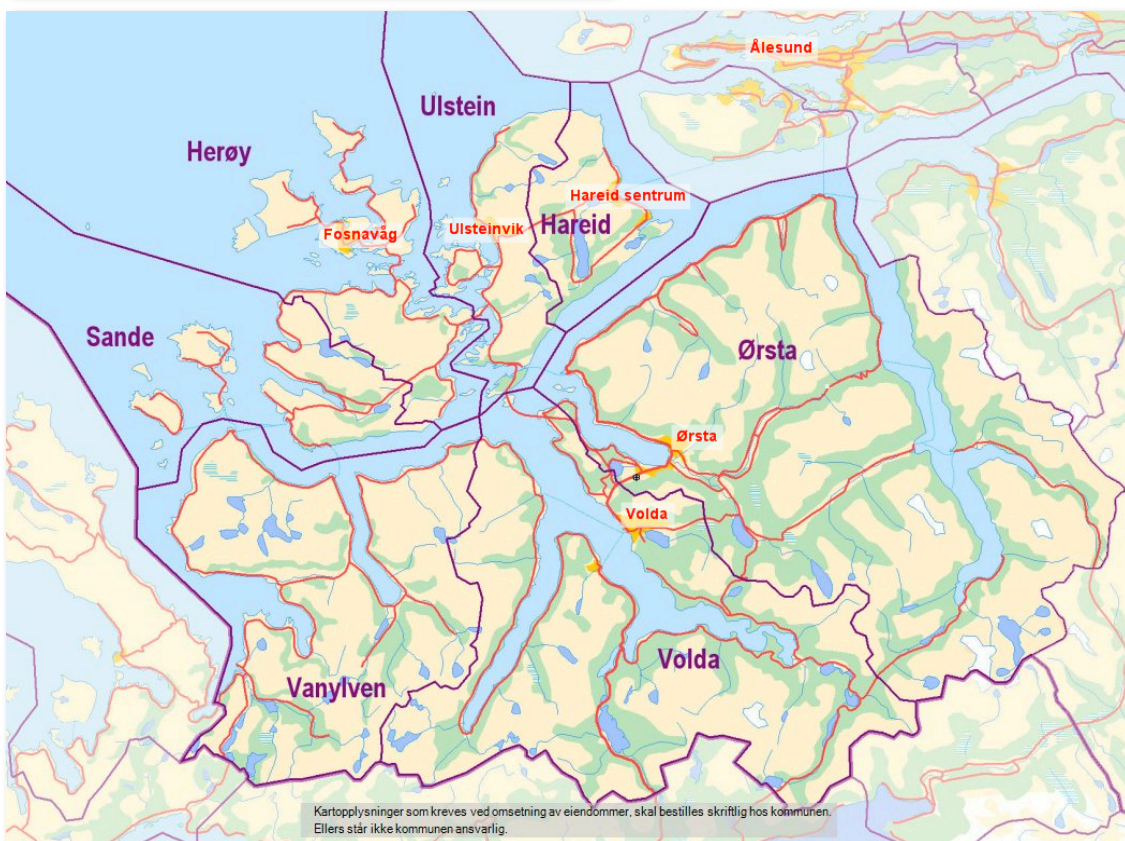 Ålesund
Ulstein
Herøy
Hareid sentrum
Fosnavåg
Ulsteinvik
Hareid
Sande
Ørsta
Ørsta
Volda
Volda
Vanylven
Kartopplysninger som kreves ved omsetning av eiendommer, skal bestilles skriftlig hos kommunen.
Ellers står ikke kommunen ansvarlig.